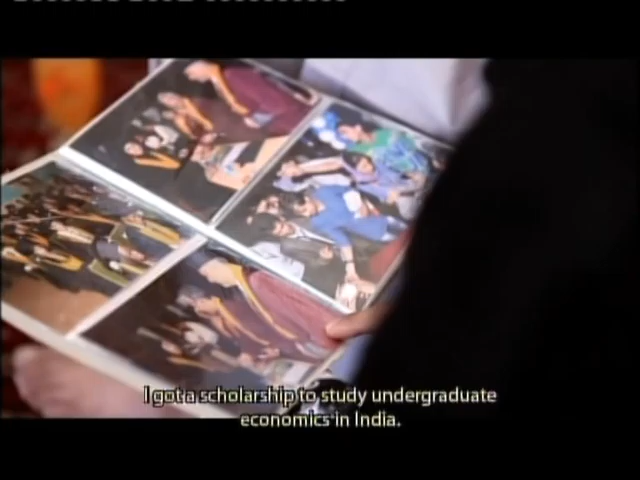 I got a scholarship to study undergraduate
economics in India.